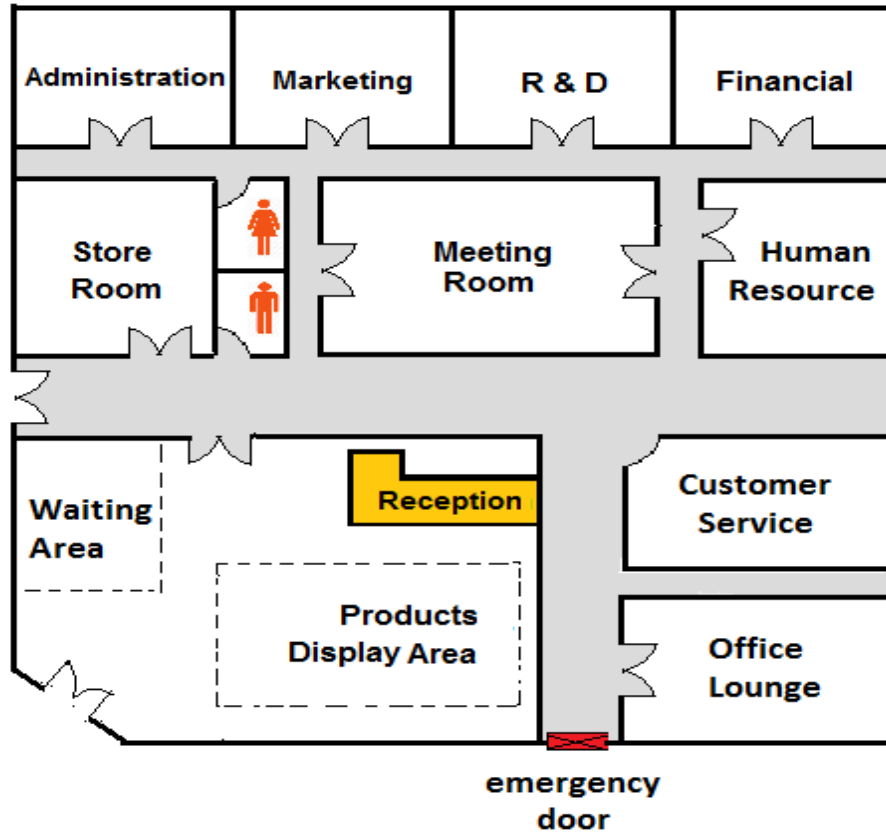 Administration
Marketing
R & D
Financial
Store
Room
Meeting
Room
Human
Resource
Waiting
Area
Reception
Customer
Service
Products
Display Area
Office
Lounge
emergency
door